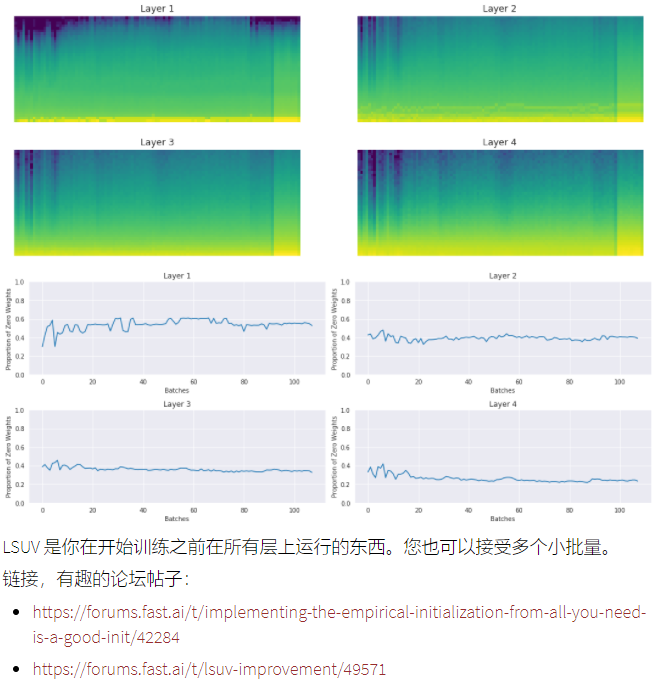 Layer 1
Layer 2
Layer 3
Layer 4
Layer 1
Proportion of Zero Weights
1.0
0.8
0.6
0.4
0.2
0.0
0
20
40
60
80
100
Batches
Layer 2
Proportion of Zero Weights
1.0
0.8
0.6
0.4
0.2
0.0
0
20
40
60
80
100
Batches
Layer 3
Proportion of Zero Weights
1.0
0.8
0.6
0.4
0.2
0.0
0
20
40
60
80
100
Batches
Layer 4
Proportion of Zero Weights
1.0
0.8
0.6
0.4
0.2
0.0
0
20
40
60
80
100
Batches
LSUV 是你在开始训练之前在所有层上运行的东西。您也可以接受多个小批量。
链接，有趣的论坛帖子：
• https://forums.fast.ai/t/implementing-the-empirical-initialization-from-all-you-need-
is-a-good-init/42284
• https://forums.fast.ai/t/lsuv-improvement/49571